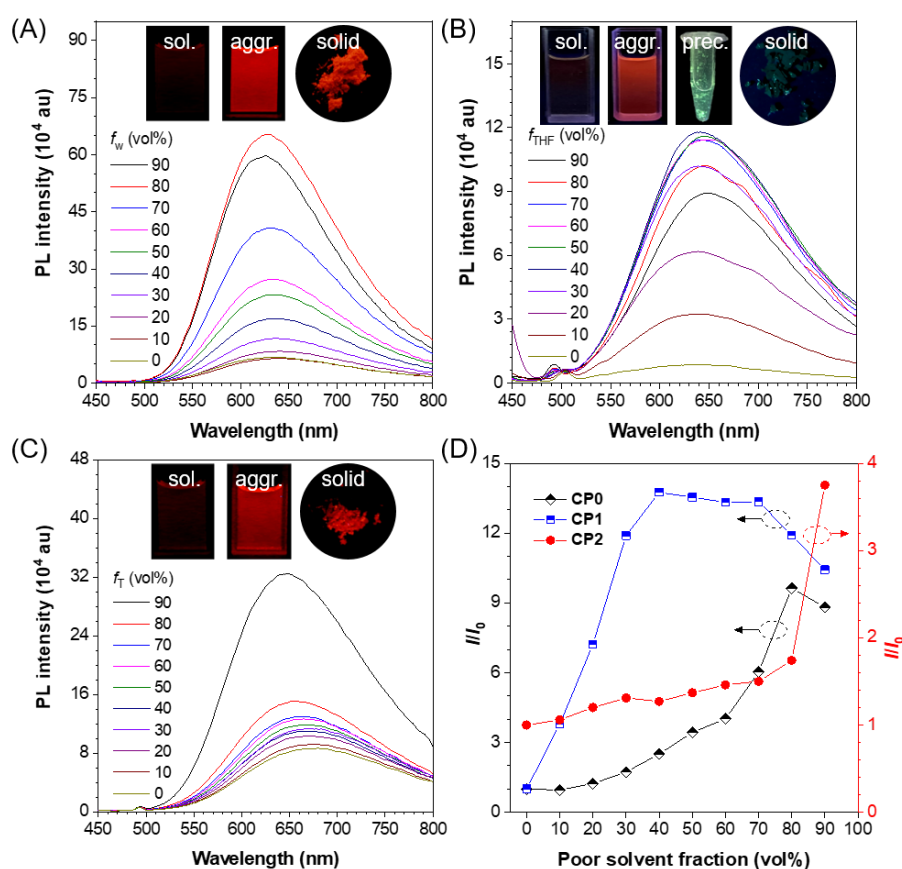 (A)
sol. aggr. solid
PL intensity (10⁴ au)
90
75
60
45
30
15
0
fw (vol%)
90
80
70
60
50
40
30
20
10
0
450 500 550 600 650 700 750 800
Wavelength (nm)
(B)
sol. aggr. prec. solid
PL intensity (10⁴ au)
15
12
9
6
3
0
fTHF (vol%)
90
80
70
60
50
40
30
20
10
0
450 500 550 600 650 700 750 800
Wavelength (nm)
(C)
sol. aggr. solid
PL intensity (10⁴ au)
48
40
32
24
16
8
0
fT (vol%)
90
80
70
60
50
40
30
20
10
0
450 500 550 600 650 700 750 800
Wavelength (nm)
(D)
I/I0
15
12
9
6
3
0
CP0
CP1
CP2
4
3
2
1
0
I/I0
0 10 20 30 40 50 60 70 80 90 100
Poor solvent fraction (vol%)